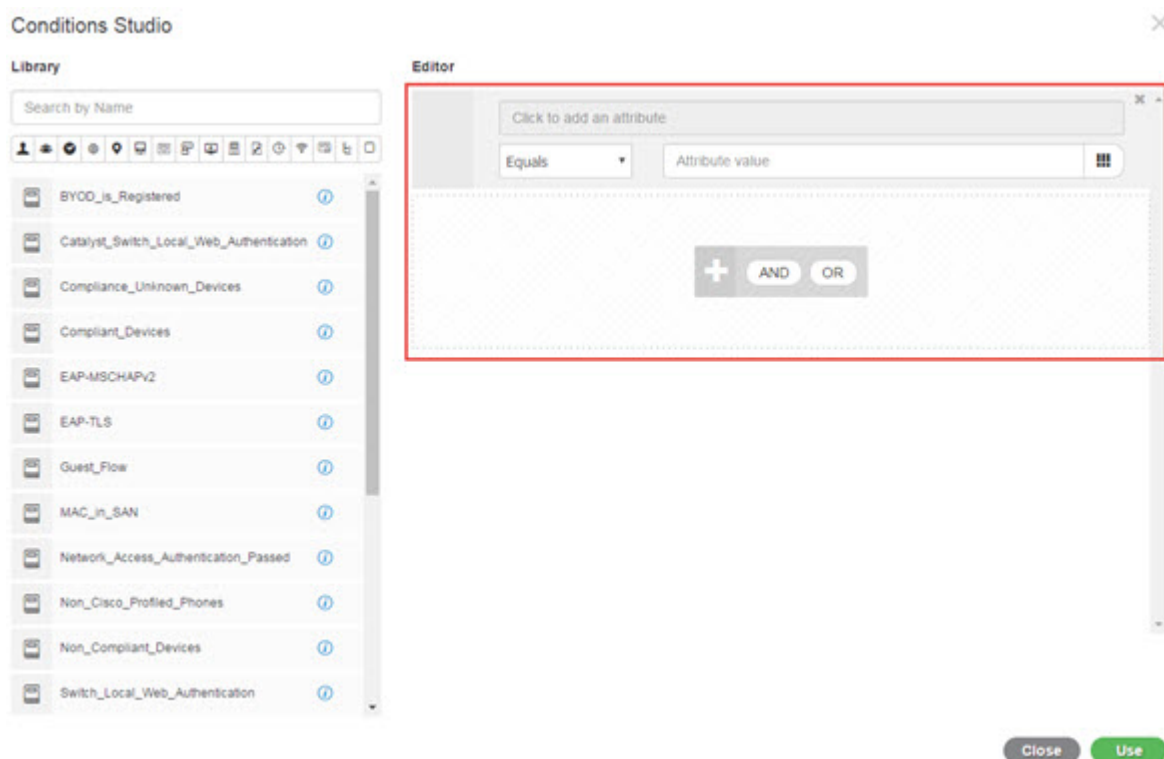 Conditions Studio
Library
Search by Name
BYOD_is_Registered
Catalyst_Switch_Local_Web_Authentication
Compliance_Unknown_Devices
Compliant_Devices
EAP-MSCHAPv2
EAP-TLS
Guest_Flow
MAC_in_SAN
Network_Access_Authentication_Passed
Non_Cisco_Profiled_Phones
Non_Compliant_Devices
Switch_Local_Web_Authentication
Editor
Click to add an attribute
Equals
Attribute value
AND OR
Close Use